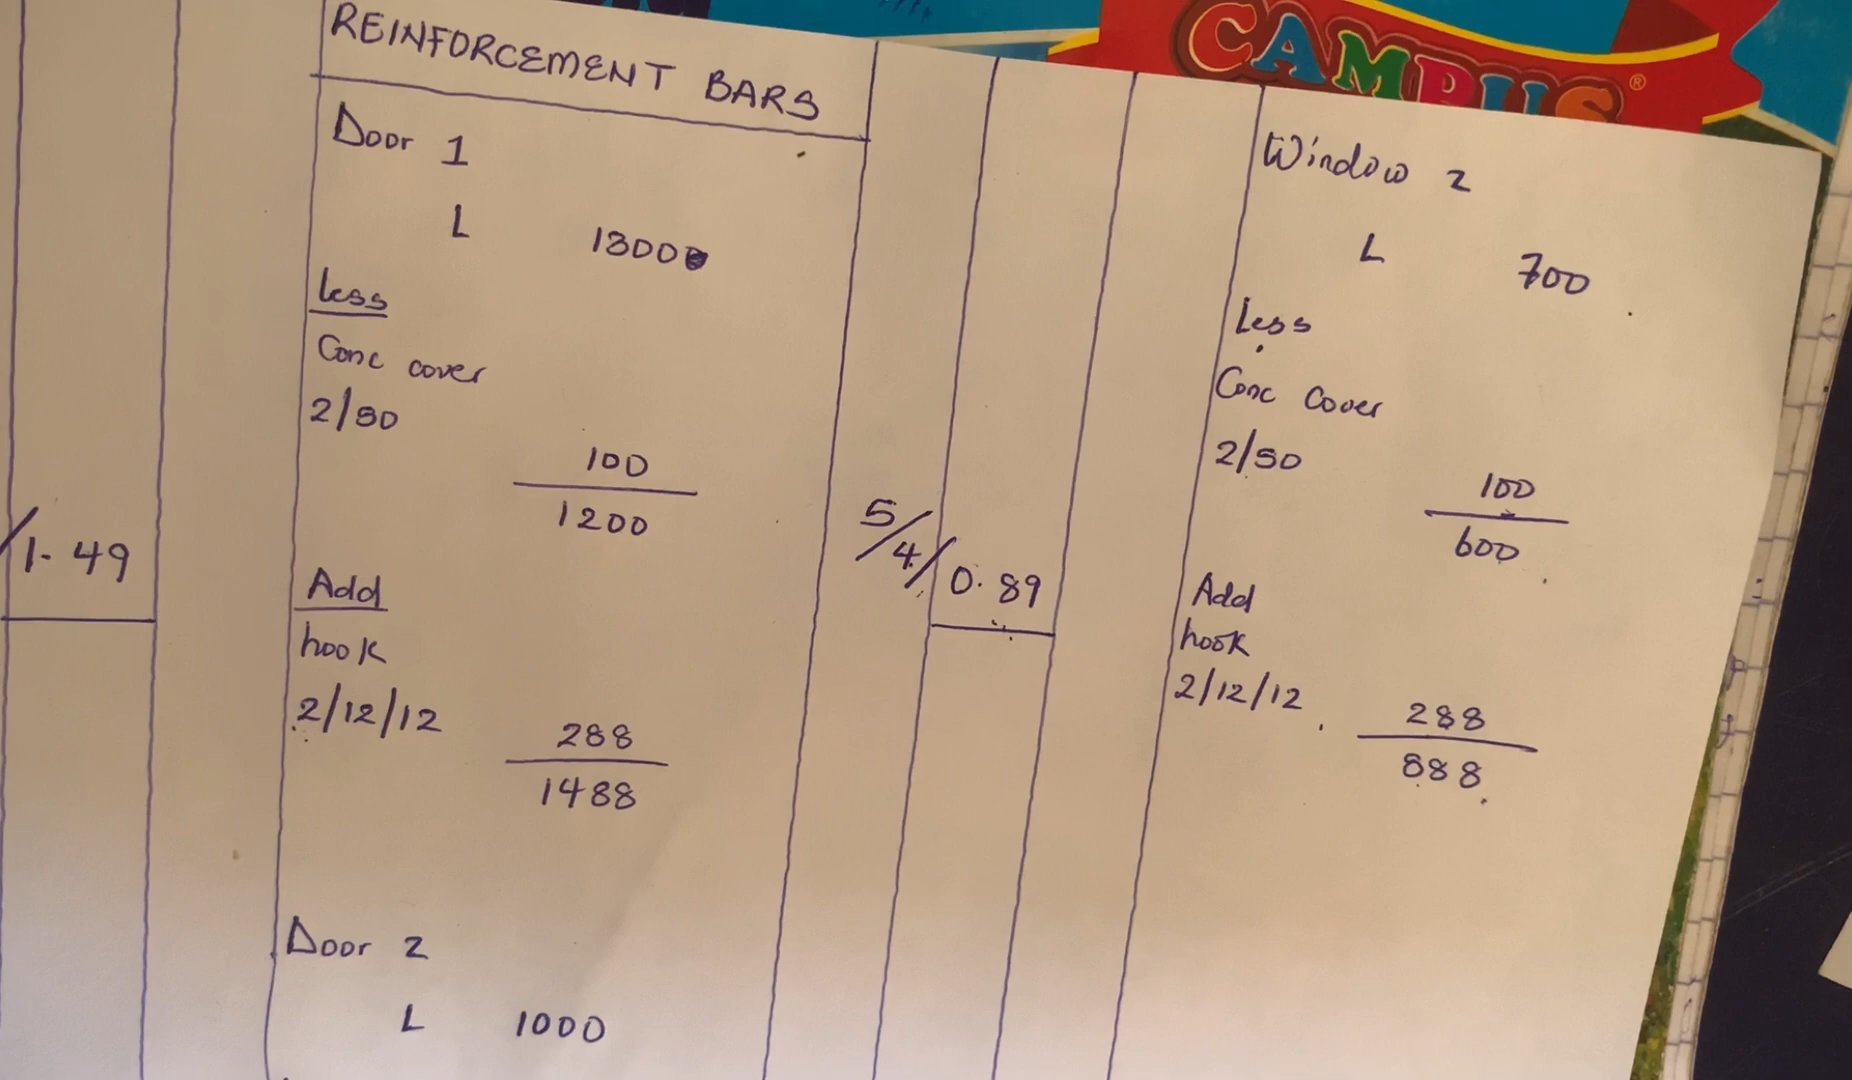 CAMPUS®
REINFORCEMENT BARS
Door 1
L 1300
Less
Conc cover
2/50
100
1200
/1.49
Add
hook
2/12/12
288
1488
Door 2
L 1000
Window 2
L 700
Less
Conc Cover
2/50
100
600
5/4/0.89
Add
hook
2/12/12
288
888